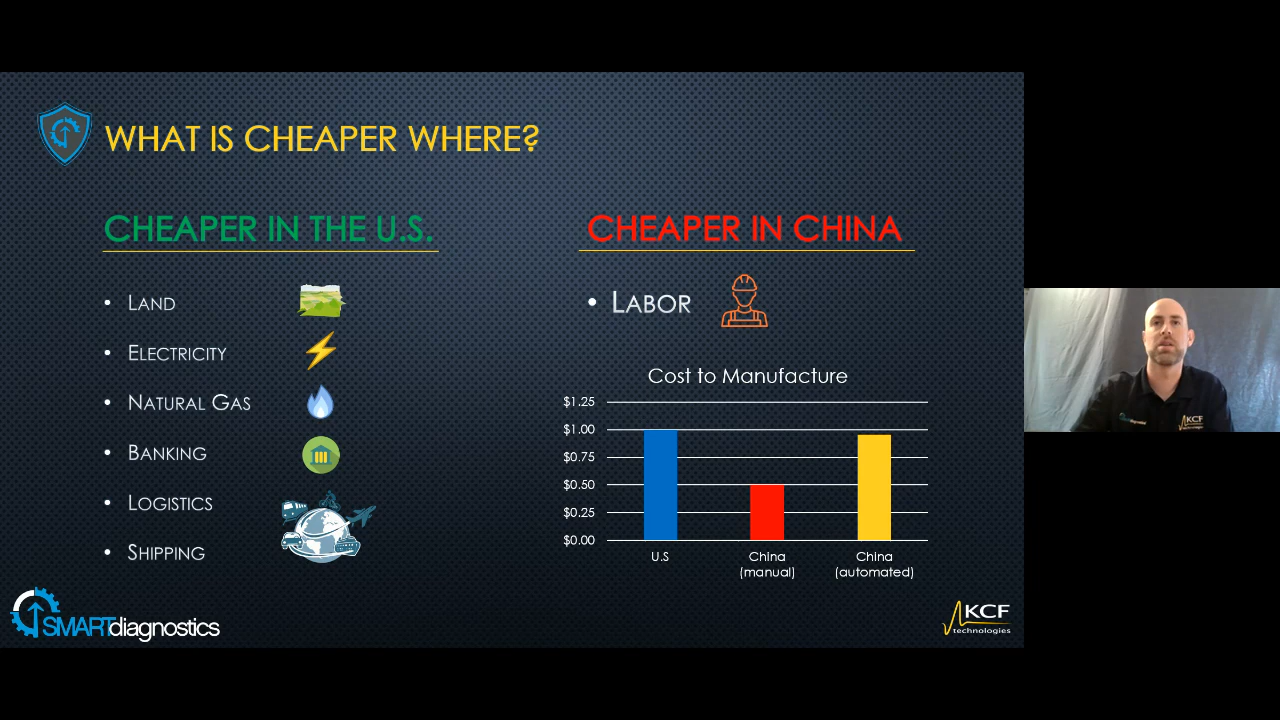 WHAT IS CHEAPER WHERE?
CHEAPER IN THE U.S.
• LAND
• ELECTRICITY
• NATURAL GAS
• BANKING
• LOGISTICS
• SHIPPING
CHEAPER IN CHINA
• LABOR
Cost to Manufacture
$1.25
$1.00
$0.75
$0.50
$0.25
$0.00
U.S
China
(manual)
China
(automated)
SMARTdiagnostics
KCF
technologies
KCF